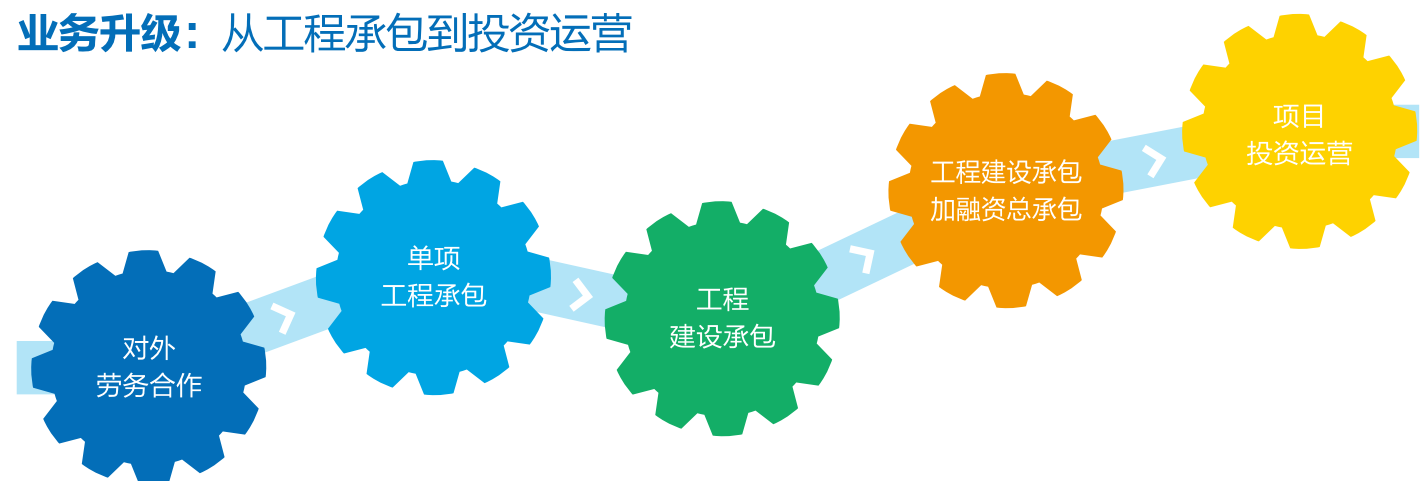 业务升级：从工程承包到投资运营
对外
劳务合作
单项
工程承包
工程
建设承包
工程建设承包
加融资总承包
项目
投资运营